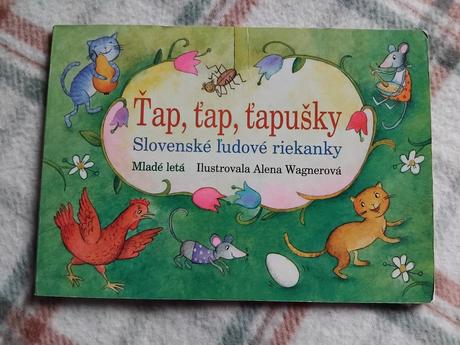 Ťap, ťap, ťapušky
Slovenské ľudové riekanky
Mladé letá Ilustrovala Alena Wagnerová